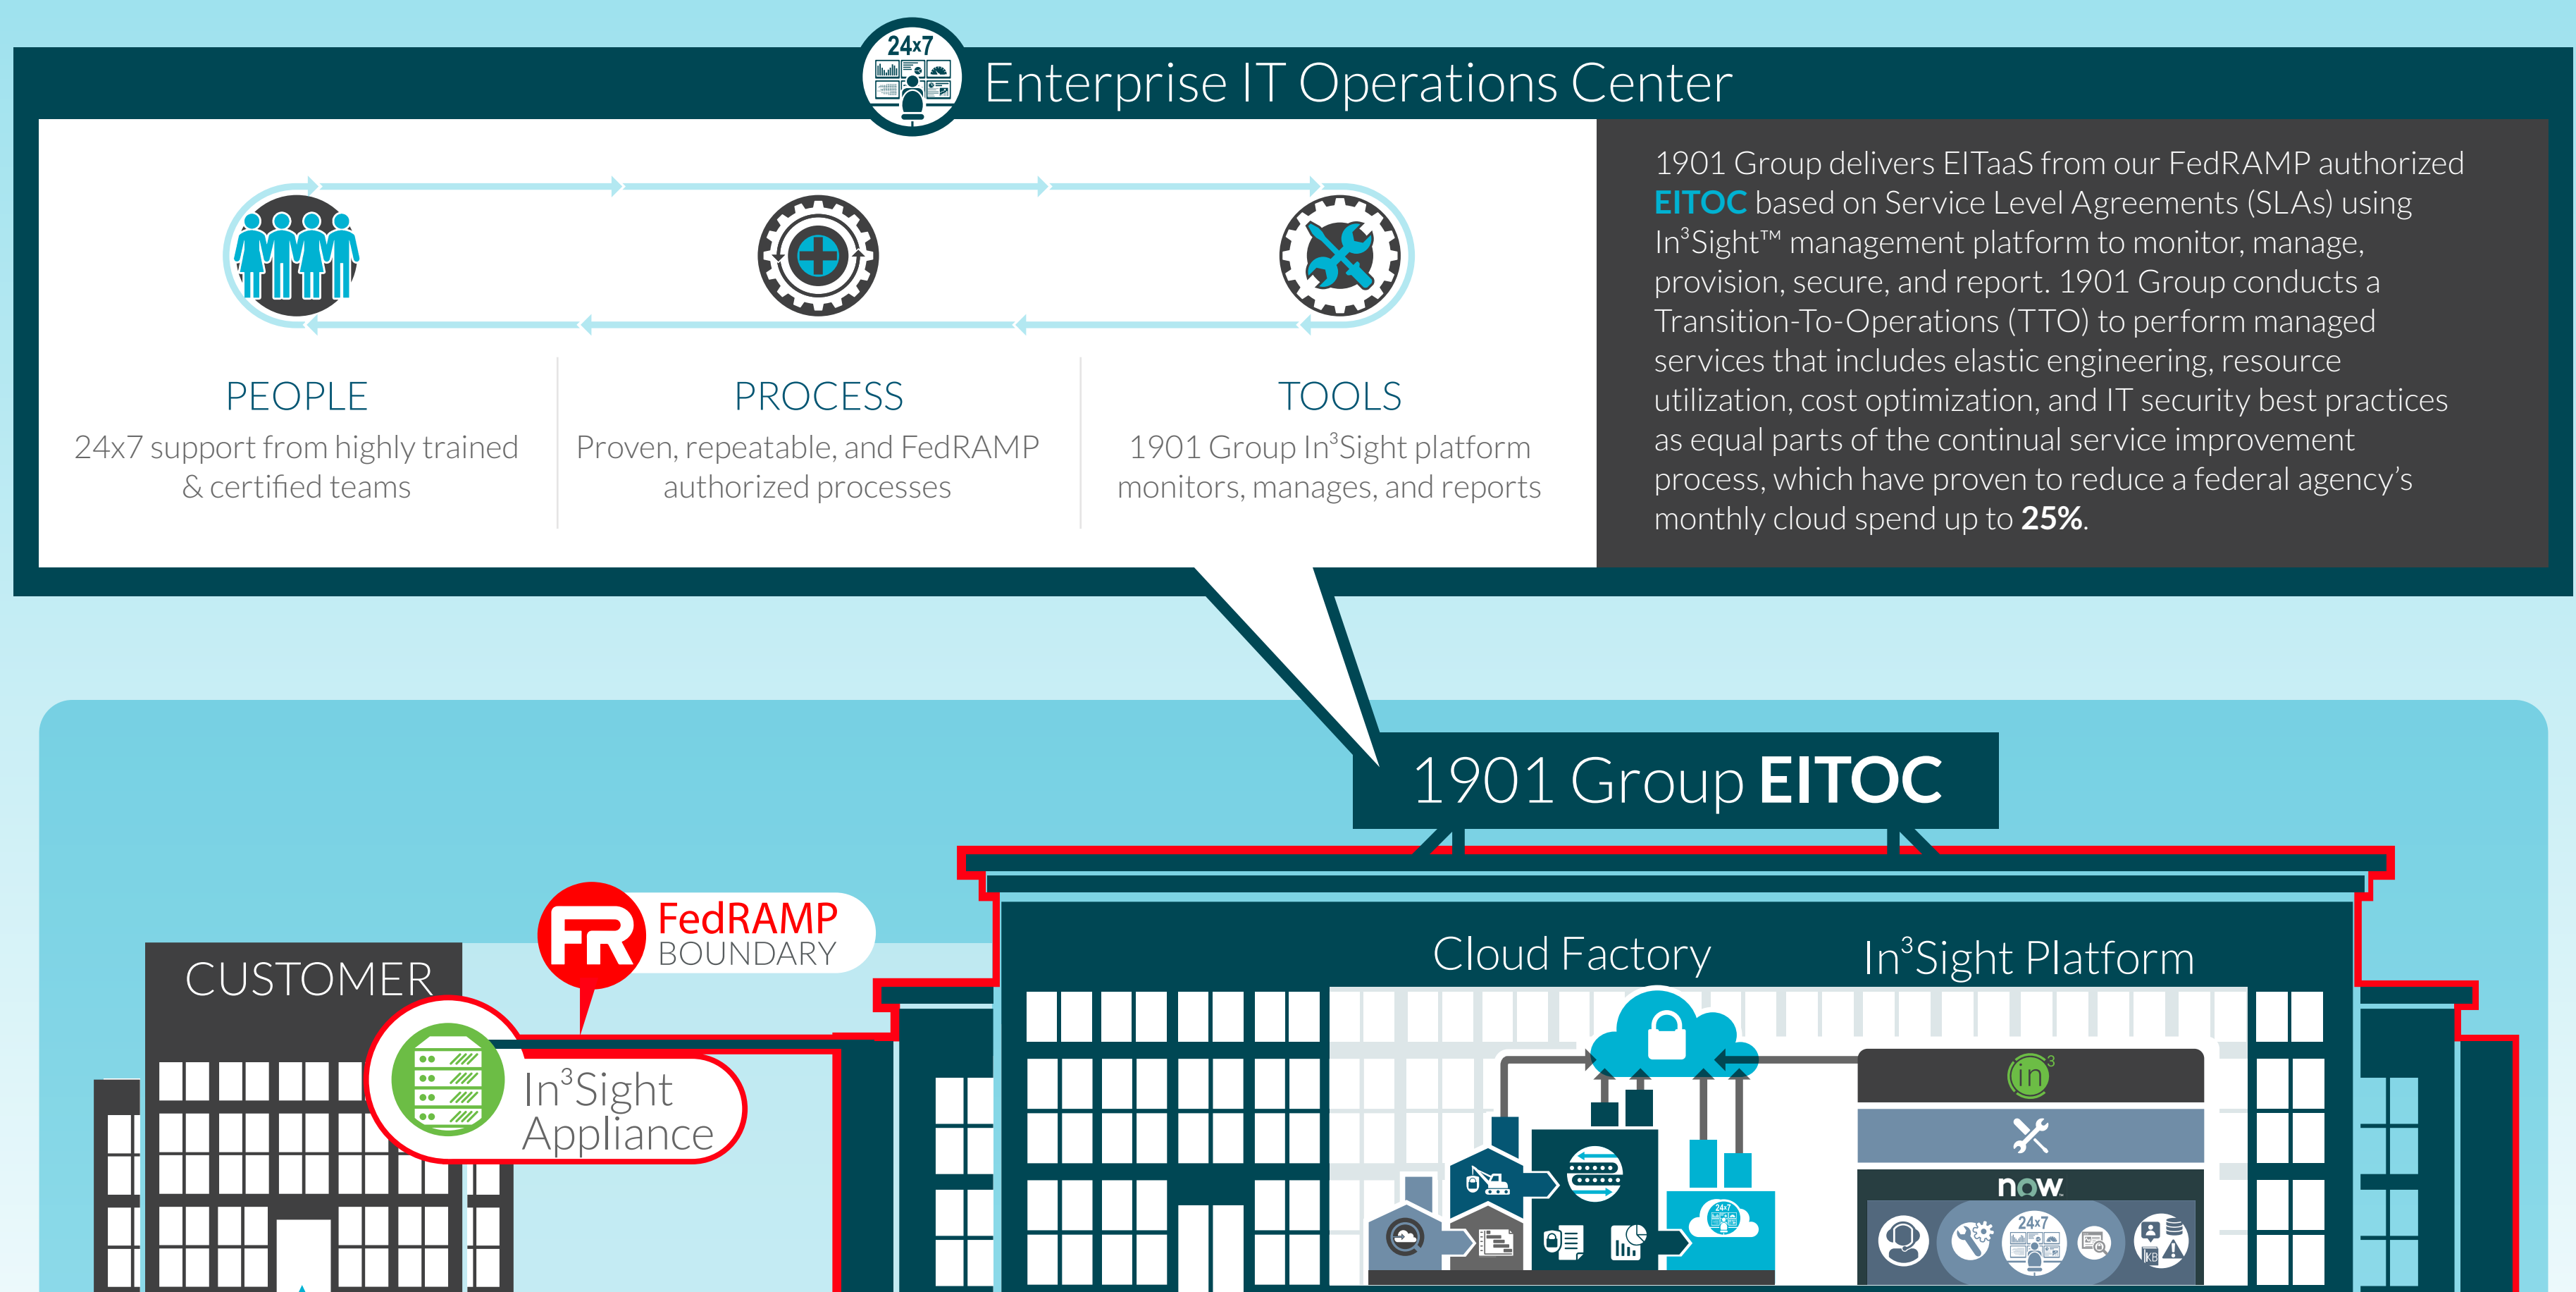 24x7
Enterprise IT Operations Center
PEOPLE
24x7 support from highly trained
& certified teams
PROCESS
Proven, repeatable, and FedRAMP
authorized processes
TOOLS
1901 Group In³Sight platform
monitors, manages, and reports
1901 Group delivers EITaaS from our FedRAMP authorized
EITOC based on Service Level Agreements (SLAs) using
In³Sight™ management platform to monitor, manage,
provision, secure, and report. 1901 Group conducts a
Transition-To-Operations (TTO) to perform managed
services that includes elastic engineering, resource
utilization, cost optimization, and IT security best practices
as equal parts of the continual service improvement
process, which have proven to reduce a federal agency’s
monthly cloud spend up to 25%.
1901 Group EITOC
FR
FedRAMP
BOUNDARY
CUSTOMER
In³Sight
Appliance
Cloud Factory
In³Sight Platform
in³
now
24x7
24x7
KB